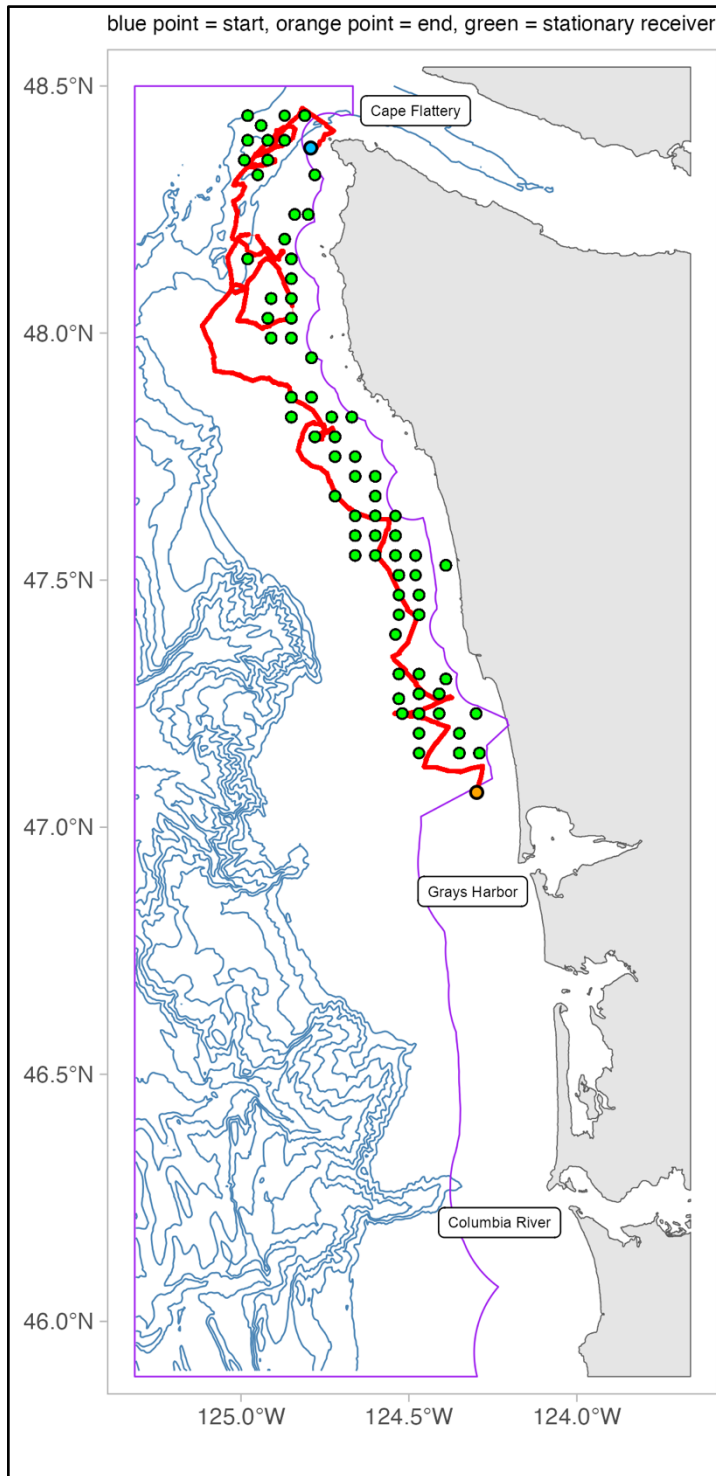 blue point = start, orange point = end, green = stationary receiver
48.5°N
Cape Flattery
48.0°N
47.5°N
47.0°N
Grays Harbor
46.5°N
Columbia River
46.0°N
125.0°W 124.5°W 124.0°W